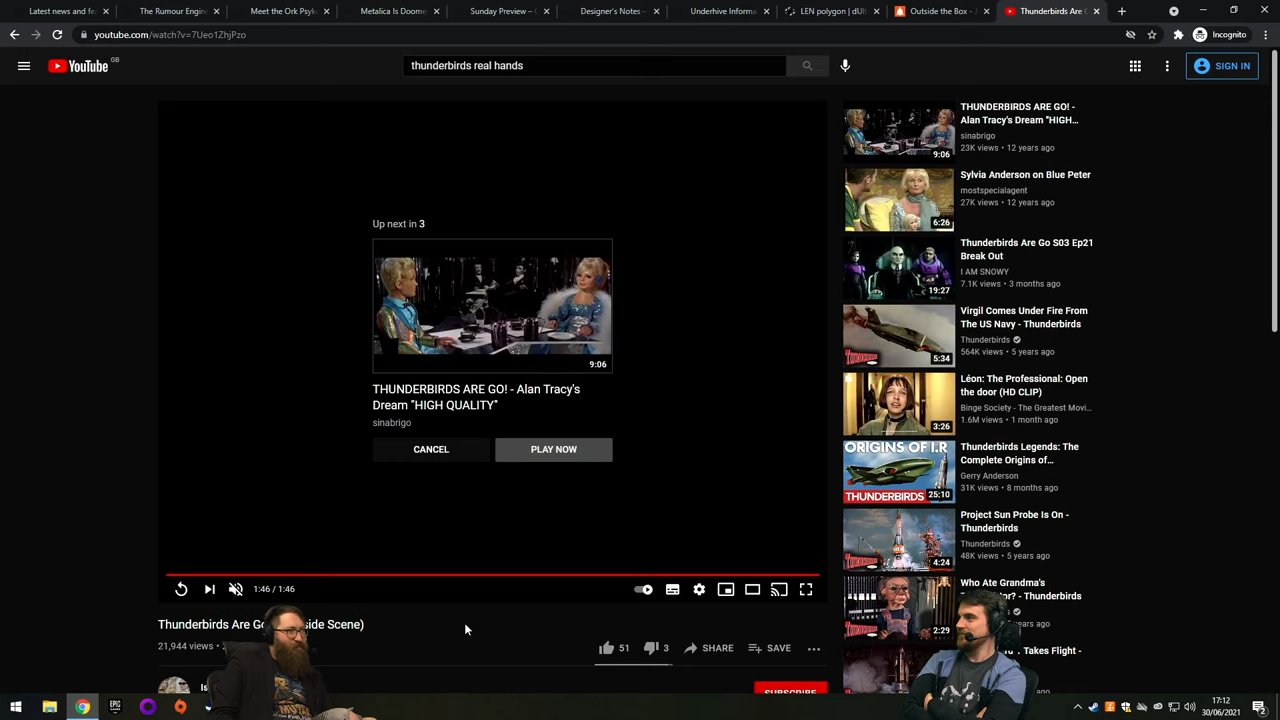 Latest news and fea
The Rumour Engine
Meet the Ork Psyke
Metalica Is Doome
Sunday Preview – C
Designer's Notes –
Underhive Informa
LEN polygon | dUlt
Outside the Box - J
Thunderbirds Are G
youtube.com/watch?v=7Ueo1ZhjPzo
Incognito
YouTube
GB
thunderbirds real hands
SIGN IN
Up next in 3
9:06
THUNDERBIRDS ARE GO! - Alan Tracy's
Dream "HIGH QUALITY"
sinabrigo
CANCEL
PLAY NOW
1:46 / 1:46
Thunderbirds Are Go
side Scene)
21,944 views
51
3
SHARE
SAVE
Is
SUBSCRIBE
THUNDERBIRDS ARE GO! -
Alan Tracy's Dream "HIGH...
sinabrigo
23K views • 12 years ago
9:06
Sylvia Anderson on Blue Peter
mostspecialagent
27K views • 12 years ago
6:26
Thunderbirds Are Go S03 Ep21
Break Out
I AM SNOWY
7.1K views • 3 months ago
19:27
Virgil Comes Under Fire From
The US Navy - Thunderbirds
Thunderbirds
564K views • 5 years ago
THUNDERBIRDS
5:34
Léon: The Professional: Open
the door (HD CLIP)
Binge Society - The Greatest Movi...
1.6M views • 1 month ago
3:26
ORIGINS OF I.R
THUNDERBIRDS
25:10
Thunderbirds Legends: The
Complete Origins of...
Gerry Anderson
31K views • 8 months ago
Project Sun Probe Is On -
Thunderbirds
Thunderbirds
48K views • 5 years ago
4:24
Who Ate Grandma's
? - Thunderbirds
s ago
2:29
Takes Flight -
17:12
30/06/2021
2